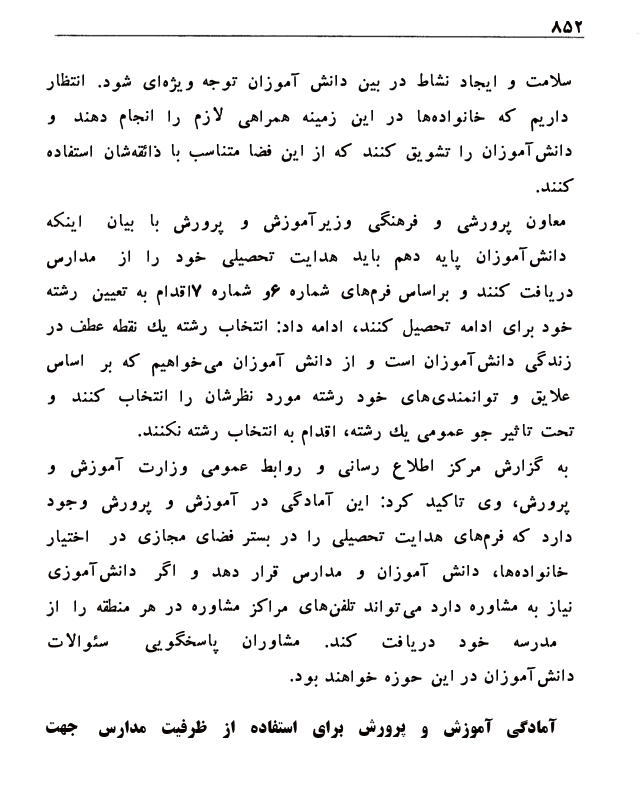 ۸۵۲
سلامت و ایجاد نشاط در بین دانش آموزان توجه ویژه‌ای شود. انتظار
داریم که خانواده‌ها در این زمینه همراهی لازم را انجام دهند و
دانش‌آموزان را تشویق کنند که از این فضا متناسب با ذائقه‌شان استفاده
کنند.
معاون پرورشی و فرهنگی وزیرآموزش و پرورش با بیان اینکه
دانش‌آموزان پایه دهم باید هدایت تحصیلی خود را از مدارس
دریافت کنند و براساس فرم‌های شماره ۶و شماره ۷اقدام به تعیین رشته
خود برای ادامه تحصیل کنند، ادامه داد: انتخاب رشته یك نقطه عطف در
زندگی دانش‌آموزان است و از دانش آموزان می‌خواهیم که بر اساس
علایق و توانمندی‌های خود رشته مورد نظرشان را انتخاب کنند و
تحت تاثیر جو عمومی یك رشته، اقدام به انتخاب رشته نکنند.
به گزارش مرکز اطلاع رسانی و روابط عمومی وزارت آموزش و
پرورش، وی تاکید کرد: این آمادگی در آموزش و پرورش وجود
دارد که فرم‌های هدایت تحصیلی را در بستر فضای مجازی در اختیار
خانواده‌ها، دانش آموزان و مدارس قرار دهد و اگر دانش‌آموزی
نیاز به مشاوره دارد می‌تواند تلفن‌های مراکز مشاوره در هر منطقه را از
مدرسه خود دریافت کند. مشاوران پاسخگویی سئوالات
دانش‌آموزان در این حوزه خواهند بود.
آمادگی آموزش و پرورش برای استفاده از ظرفیت مدارس جهت